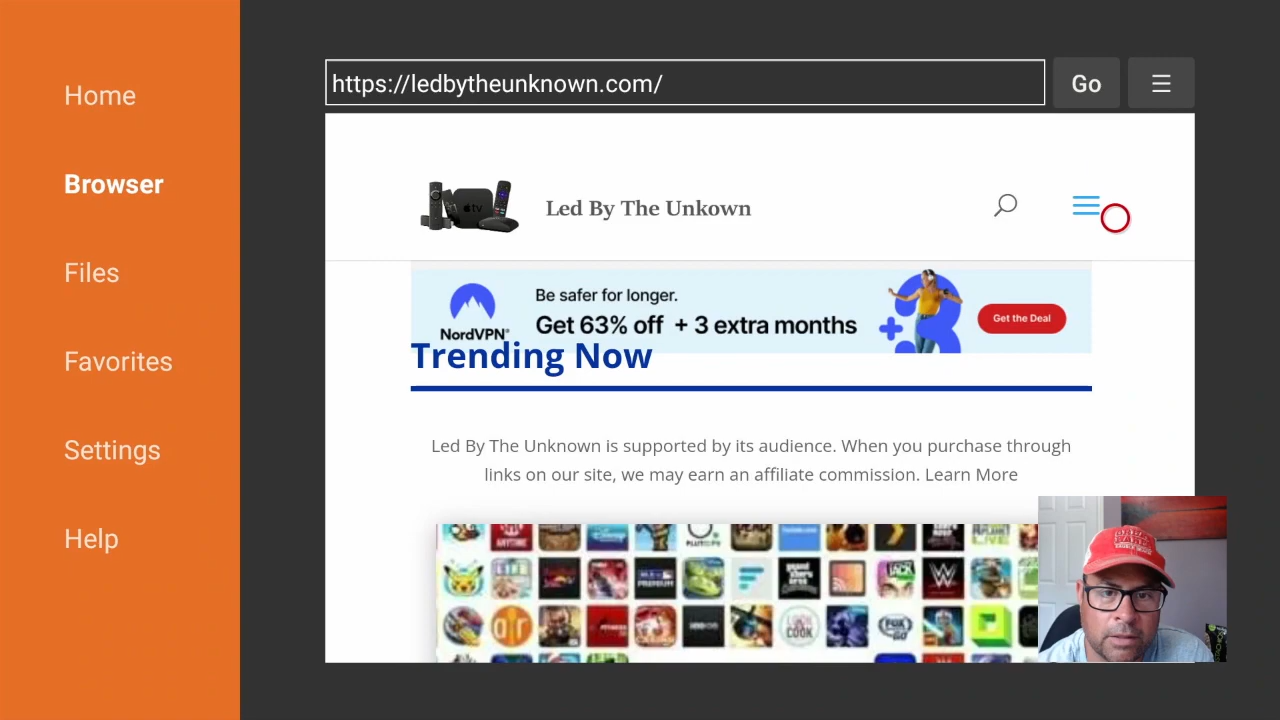 Home
Browser
Files
Favorites
Settings
Help
https://ledbytheunknown.com/
Go
tv
Led By The Unkown
NordVPN®
Be safer for longer.
Get 63% off + 3 extra months
Get the Deal
Trending Now
Led By The Unknown is supported by its audience. When you purchase through
links on our site, we may earn an affiliate commission. Learn More